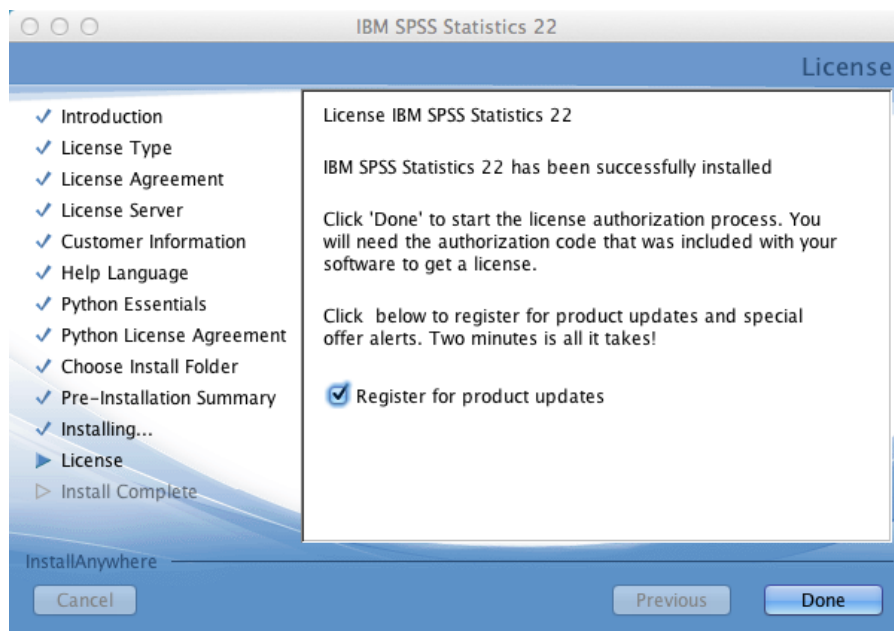 IBM SPSS Statistics 22
License
Introduction
License Type
License Agreement
License Server
Customer Information
Help Language
Python Essentials
Python License Agreement
Choose Install Folder
Pre-Installation Summary
Installing...
License
Install Complete
License IBM SPSS Statistics 22
IBM SPSS Statistics 22 has been successfully installed
Click 'Done' to start the license authorization process. You
will need the authorization code that was included with your
software to get a license.
Click  below to register for product updates and special
offer alerts. Two minutes is all it takes!
Register for product updates
InstallAnywhere
Cancel
Previous
Done